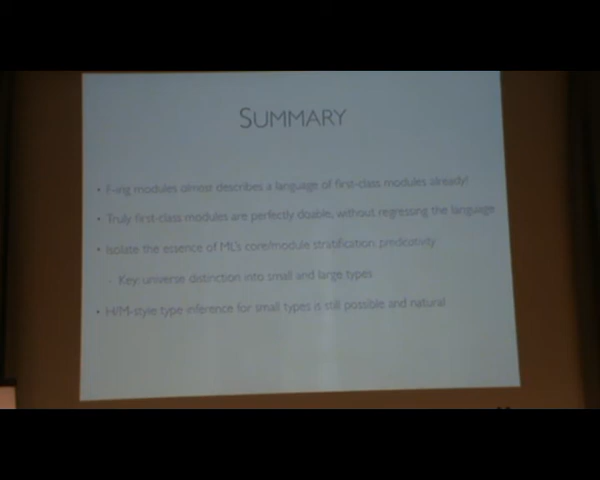 SUMMARY
• F-ing modules almost describes a language of first-class modules already!
• Truly first-class modules are perfectly doable, without regressing the language
• Isolate the essence of ML's core/module stratification: predicativity
- Key: universe distinction into small and large types
• H/M-style type inference for small types is still possible and natural